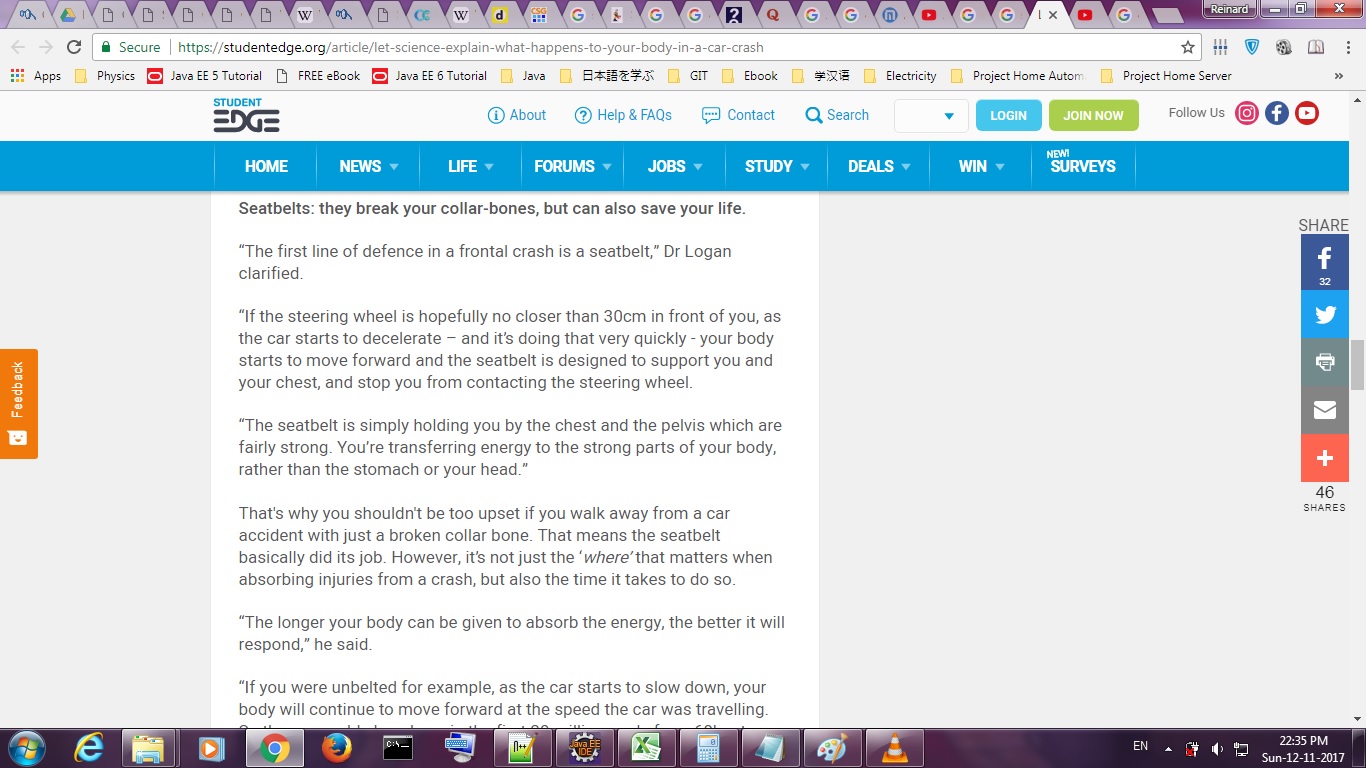 Reinard
Secure | https://studentedge.org/article/let-science-explain-what-happens-to-your-body-in-a-car-crash
Apps Physics Java EE 5 Tutorial FREE eBook Java EE 6 Tutorial Java 日本語を学ぶ GIT Ebook 学汉语 Electricity Project Home Autom Project Home Server »
STUDENT
EDGE
About Help & FAQs Contact Search LOGIN JOIN NOW Follow Us
HOME NEWS LIFE FORUMS JOBS STUDY DEALS WIN NEW! SURVEYS
Seatbelts: they break your collar-bones, but can also save your life.
“The first line of defence in a frontal crash is a seatbelt,” Dr Logan
clarified.
“If the steering wheel is hopefully no closer than 30cm in front of you, as
the car starts to decelerate – and it’s doing that very quickly - your body
starts to move forward and the seatbelt is designed to support you and
your chest, and stop you from contacting the steering wheel.
“The seatbelt is simply holding you by the chest and the pelvis which are
fairly strong. You’re transferring energy to the strong parts of your body,
rather than the stomach or your head.”
That's why you shouldn't be too upset if you walk away from a car
accident with just a broken collar bone. That means the seatbelt
basically did its job. However, it’s not just the ‘where’ that matters when
absorbing injuries from a crash, but also the time it takes to do so.
“The longer your body can be given to absorb the energy, the better it will
respond,” he said.
“If you were unbelted for example, as the car starts to slow down, your
body will continue to move forward at the speed the car was travelling.
Feedback
SHARE
32
46
SHARES
EN
22:35 PM
Sun-12-11-2017